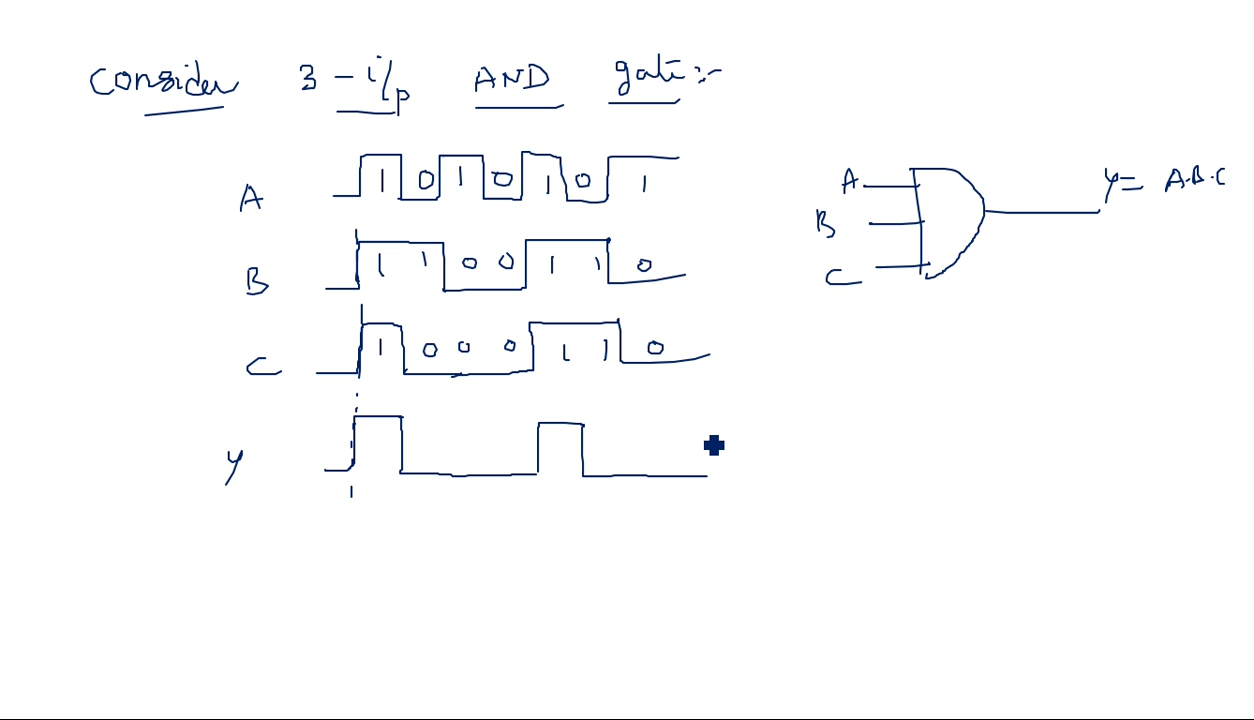 Consider 3-i/p AND gate:-
A 1 0 1 0 1 0 1
B 1 1 0 0 1 1 0
C 1 0 0 0 1 1 0
Y
1
A
B
C
Y = A.B.C